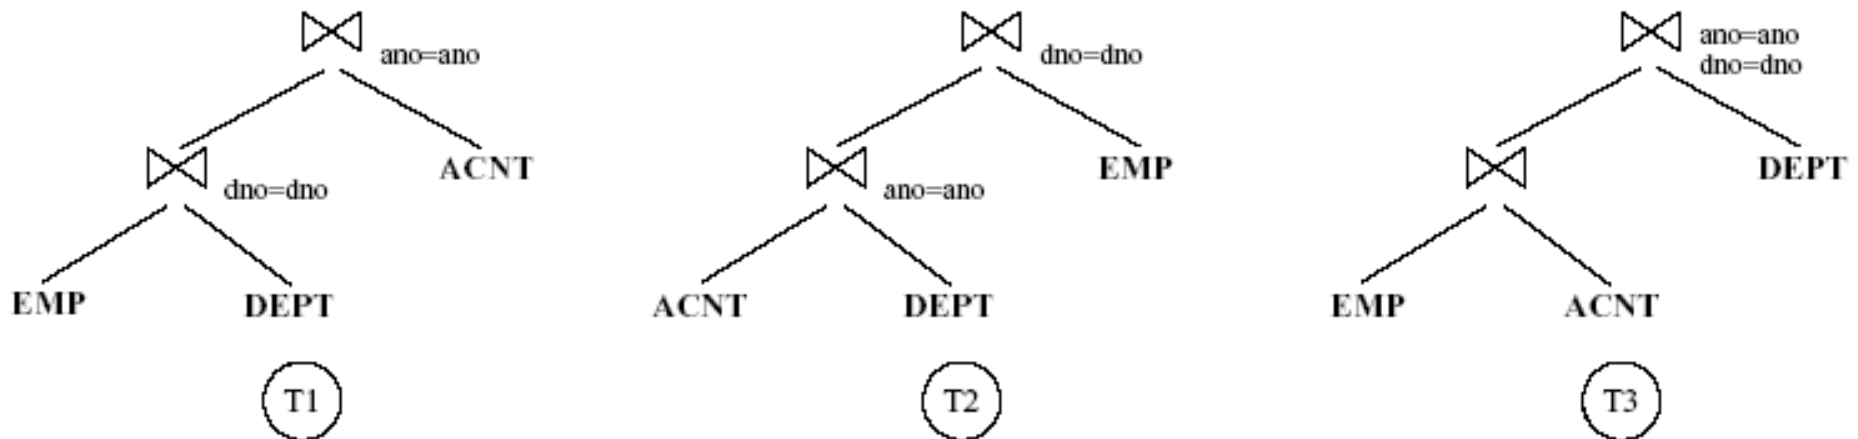 ano=ano
dno=dno
EMP
DEPT
ACNT
T1
dno=dno
ano=ano
ACNT
DEPT
EMP
T2
ano=ano
dno=dno
EMP
ACNT
DEPT
T3